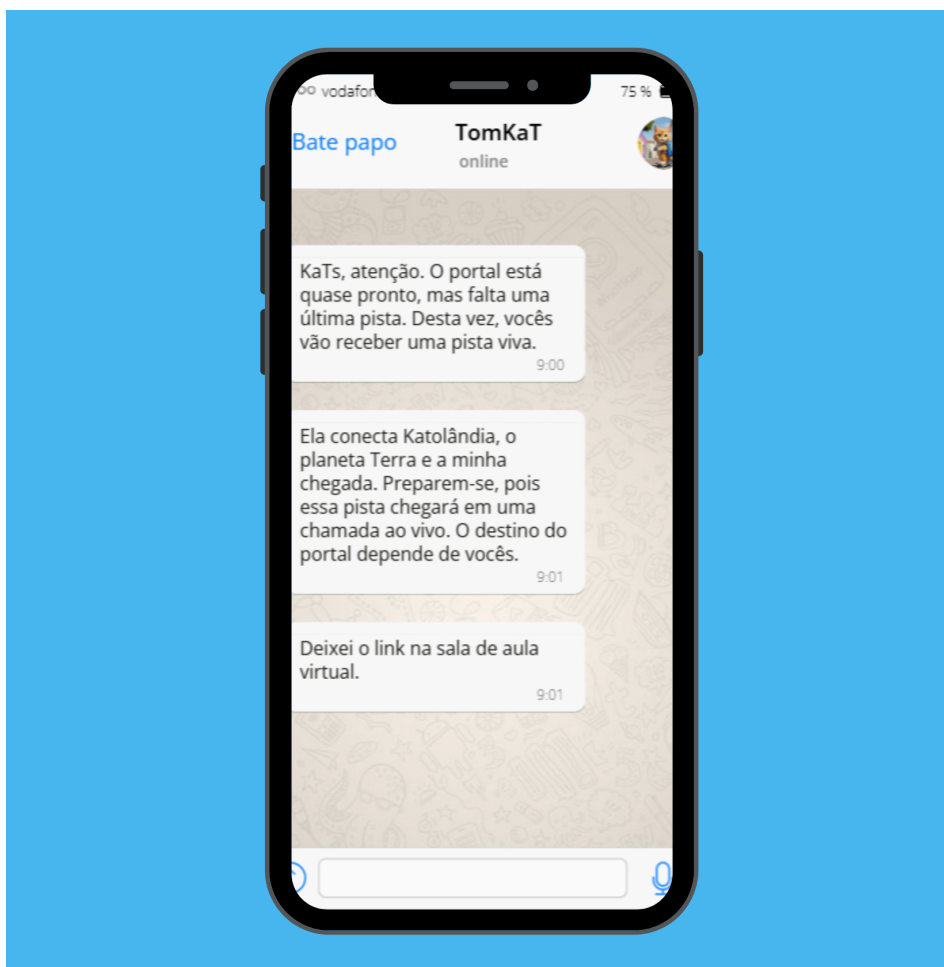 75 %
Bate papo
TomKaT
online
KaTs, atenção. O portal está
quase pronto, mas falta uma
última pista. Desta vez, vocês
vão receber uma pista viva.
9:00
Ela conecta Katolândia, o
planeta Terra e a minha
chegada. Preparem-se, pois
essa pista chegará em uma
chamada ao vivo. O destino do
portal depende de vocês.
9:01
Deixei o link na sala de aula
virtual.
9:01